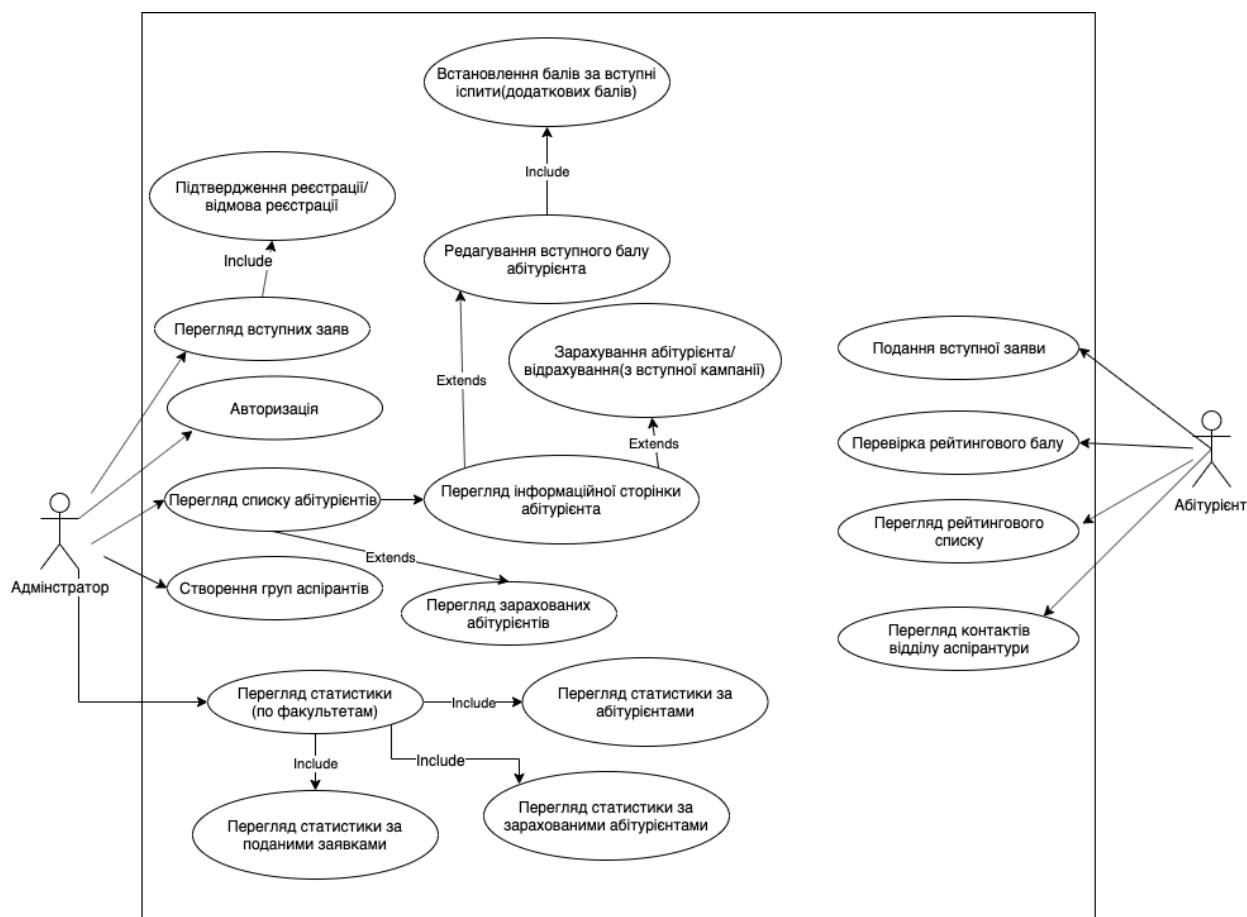 Встановлення балів за вступні
іспити(додаткових балів)
Include
Підтвердження реєстрації/
відмова реєстрації
Include
Редагування вступного балу
абітурієнта
Перегляд вступних заяв
Зарахування абітурієнта/
відрахування(з вступної кампанії)
Подання вступної заяви
Extends
Авторизація
Extends
Перевірка рейтингового балу
Перегляд списку абітурієнтів
Перегляд інформаційної сторінки
абітурієнта
Абітурієнт
Перегляд рейтингового
списку
Extends
Адмінстратор
Створення груп аспірантів
Перегляд зарахованих
абітурієнтів
Перегляд контактів
відділу аспірантури
Перегляд статистики
(по факультетам)
Include
Перегляд статистики за
абітурієнтами
Include
Include
Перегляд статистики за
зарахованими абітурієнтами
Перегляд статистики за
поданими заявками